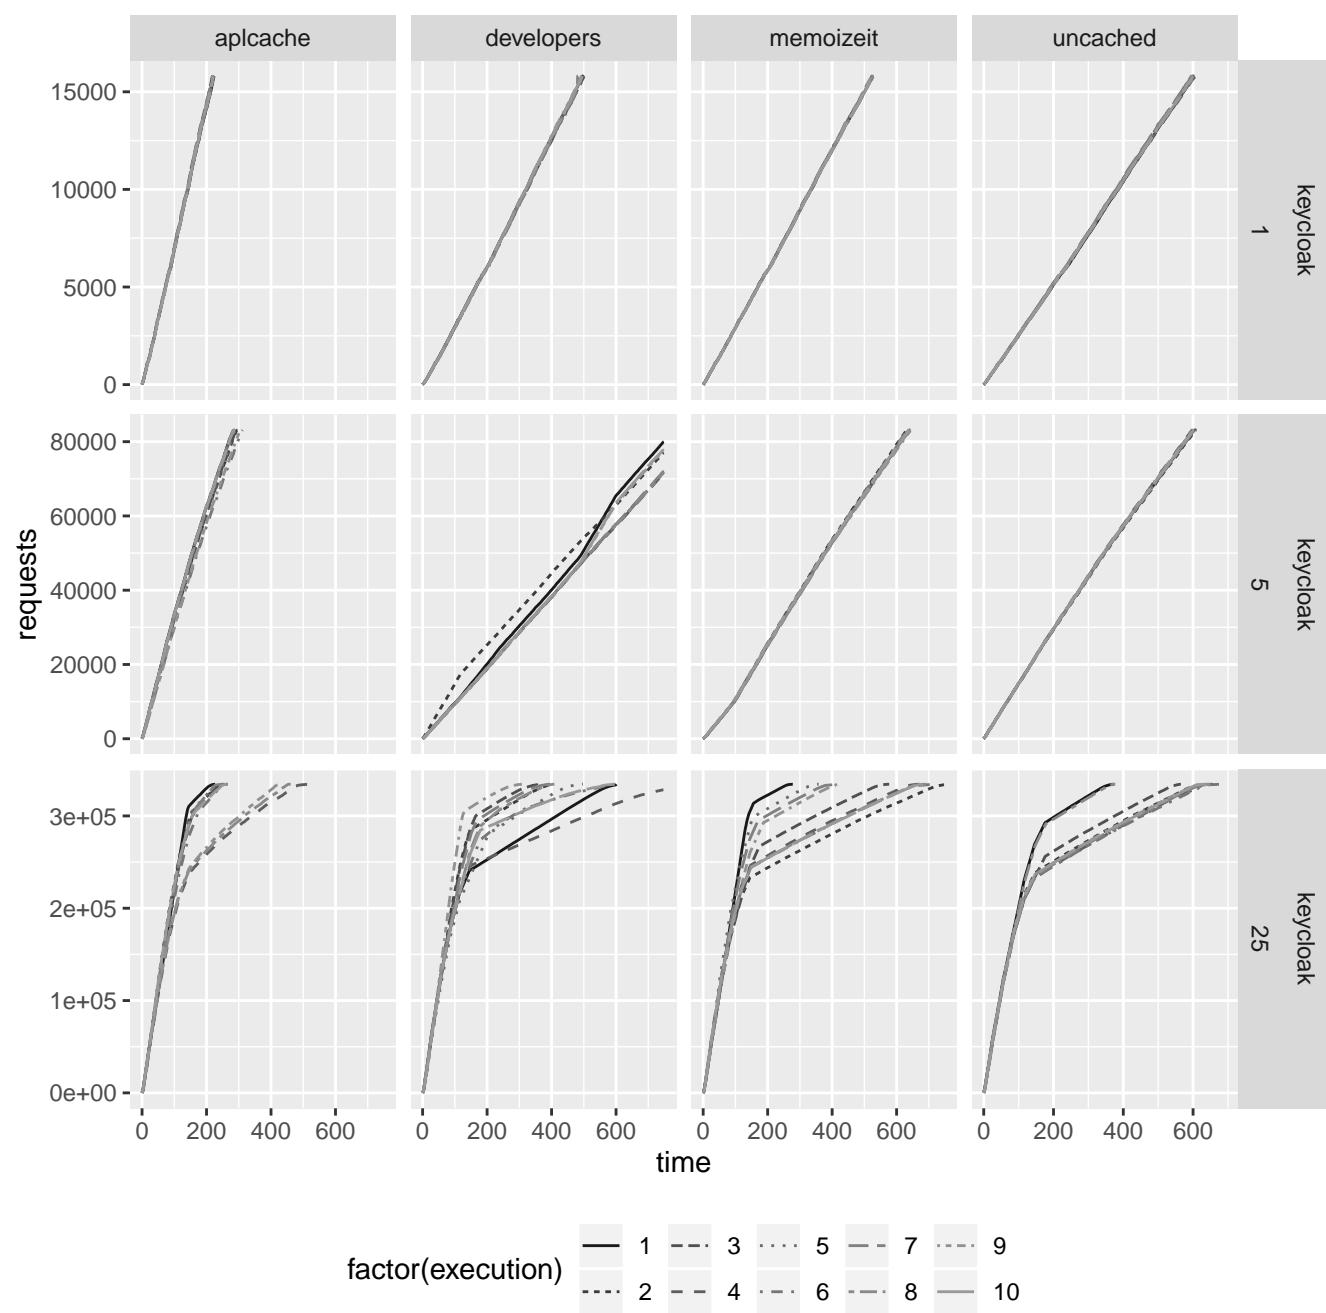 aplcache developers memoizeit uncached
15000
10000
5000
0
keycloak
1
80000
60000
40000
20000
0
keycloak
5
requests
3e+05
2e+05
1e+05
0e+00
keycloak
25
0 200 400 600 0 200 400 600 0 200 400 600 0 200 400 600
time
factor(execution)
1 3 5 7 9
2 4 6 8 10